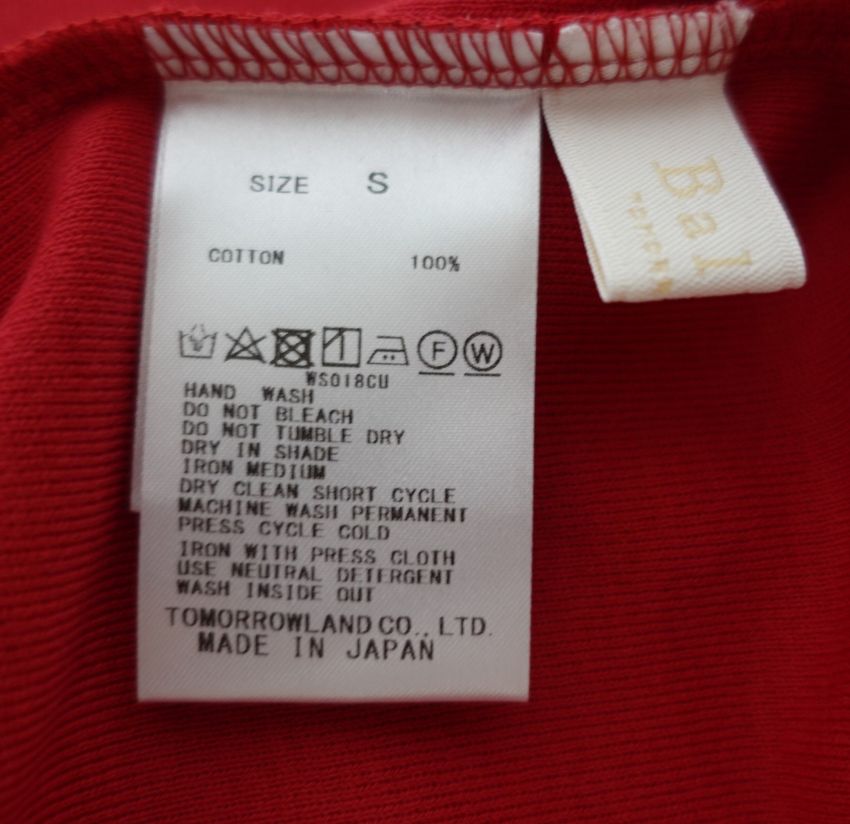 SIZE S
COTTON 100%
F W
WS018CU
HAND WASH
DO NOT BLEACH
DO NOT TUMBLE DRY
DRY IN SHADE
IRON MEDIUM
DRY CLEAN SHORT CYCLE
MACHINE WASH PERMANENT
PRESS CYCLE COLD
IRON WITH PRESS CLOTH
USE NEUTRAL DETERGENT
WASH INSIDE OUT
TOMORROWLAND CO., LTD.
MADE IN JAPAN
Bal